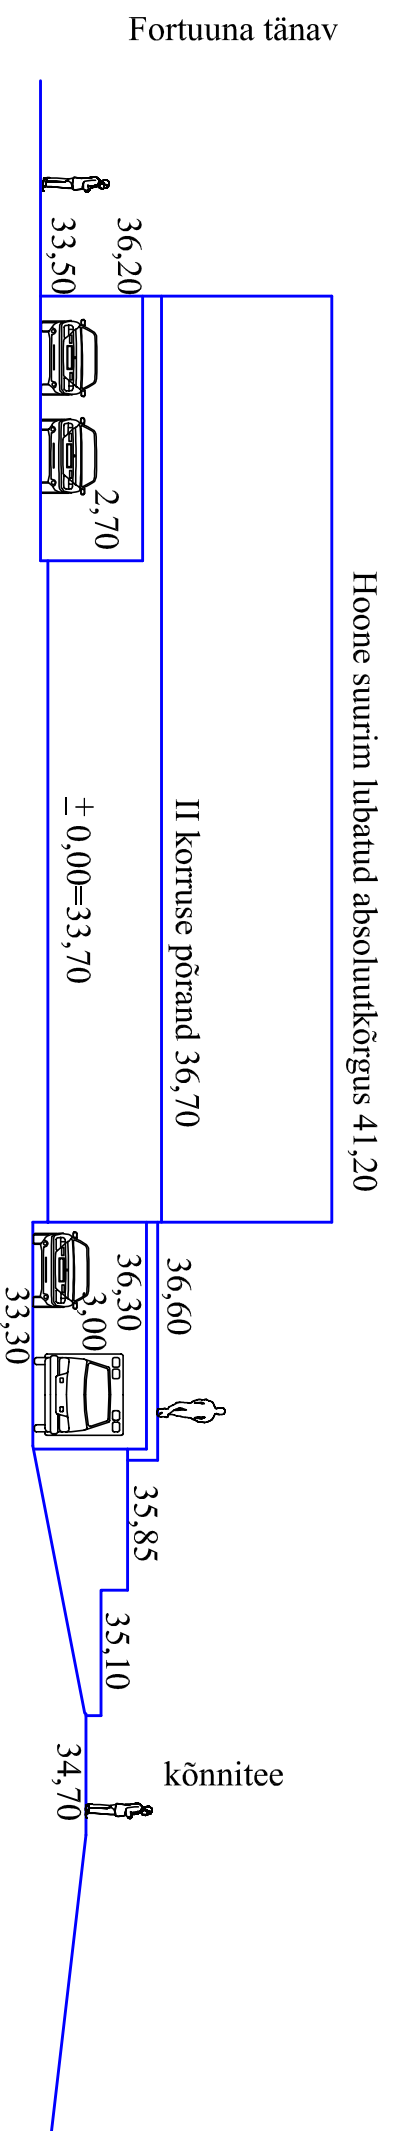 Fortuuna tänav
36,20
33,50
2,70
Hoone suurim lubatud absoluutkõrgus 41,20
II korruse põrand 36,70
± 0,00=33,70
36,60
36,30
3,00
33,30
35,85
35,10
kõnnitee
34,70